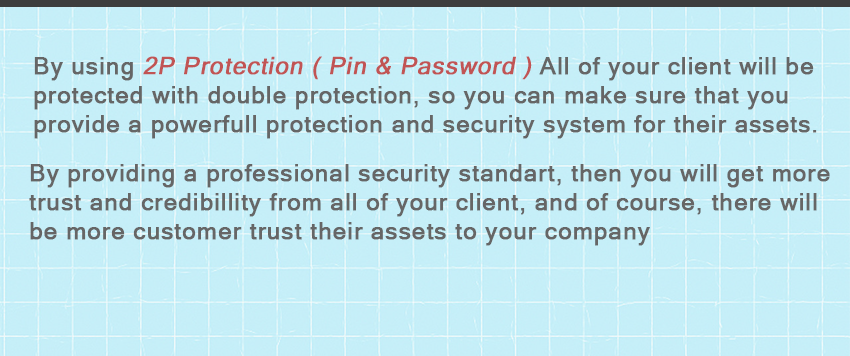 By using 2P Protection ( Pin & Password ) All of your client will be
protected with double protection, so you can make sure that you
provide a powerfull protection and security system for their assets.
By providing a professional security standart, then you will get more
trust and credibillity from all of your client, and of course, there will
be more customer trust their assets to your company